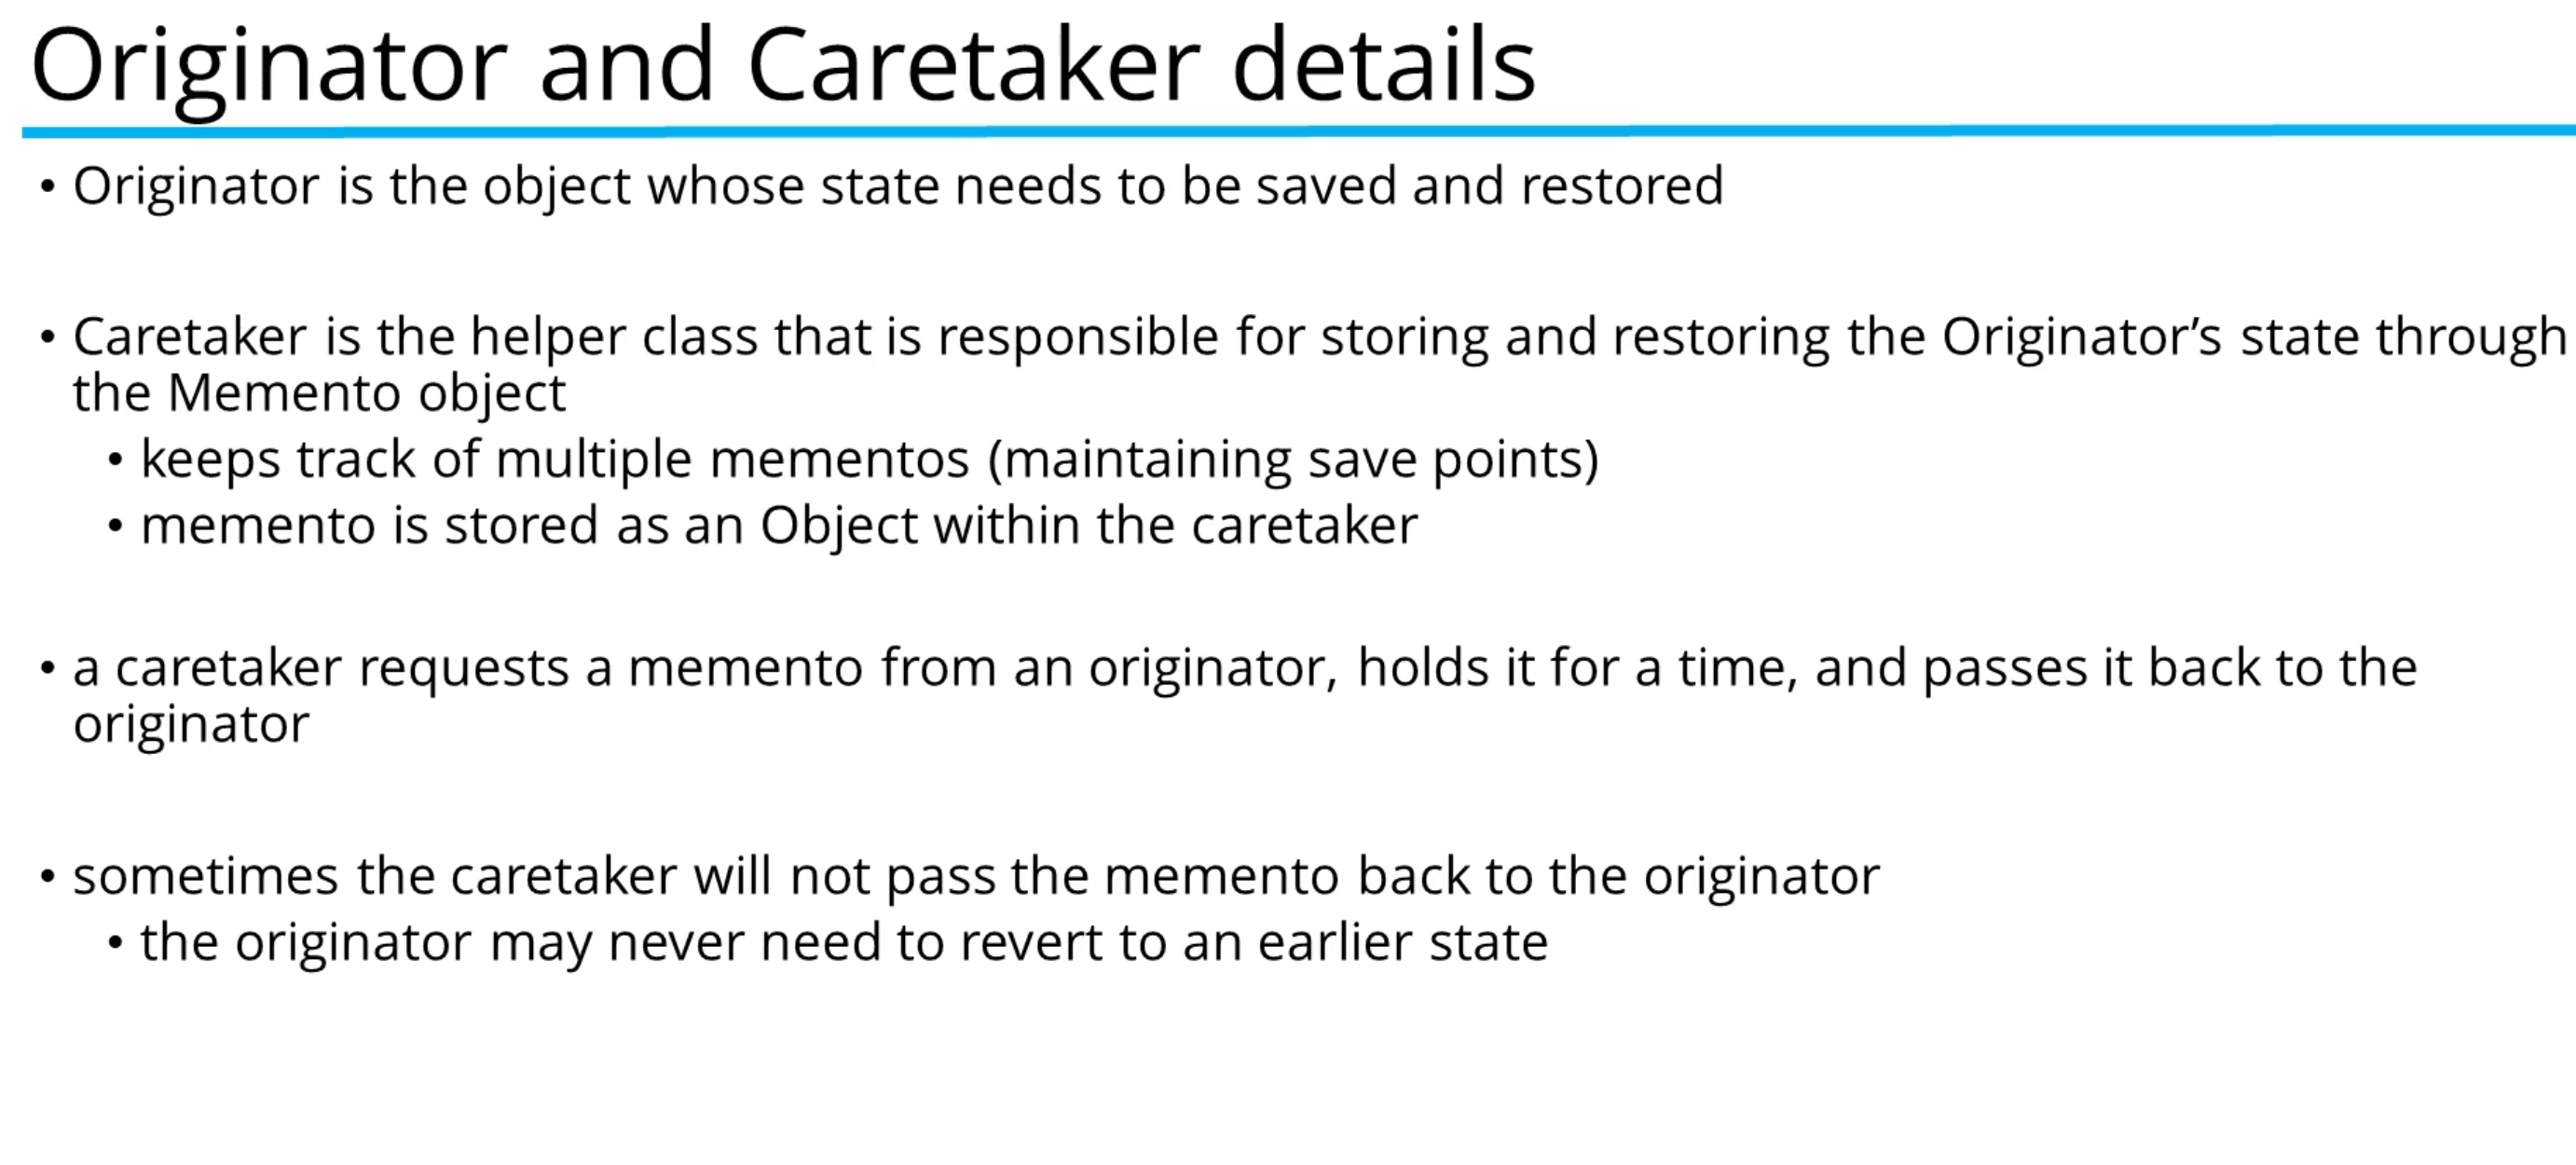 Originator and Caretaker details
• Originator is the object whose state needs to be saved and restored
• Caretaker is the helper class that is responsible for storing and restoring the Originator’s state through
the Memento object
• keeps track of multiple mementos (maintaining save points)
• memento is stored as an Object within the caretaker
• a caretaker requests a memento from an originator, holds it for a time, and passes it back to the
originator
• sometimes the caretaker will not pass the memento back to the originator
• the originator may never need to revert to an earlier state